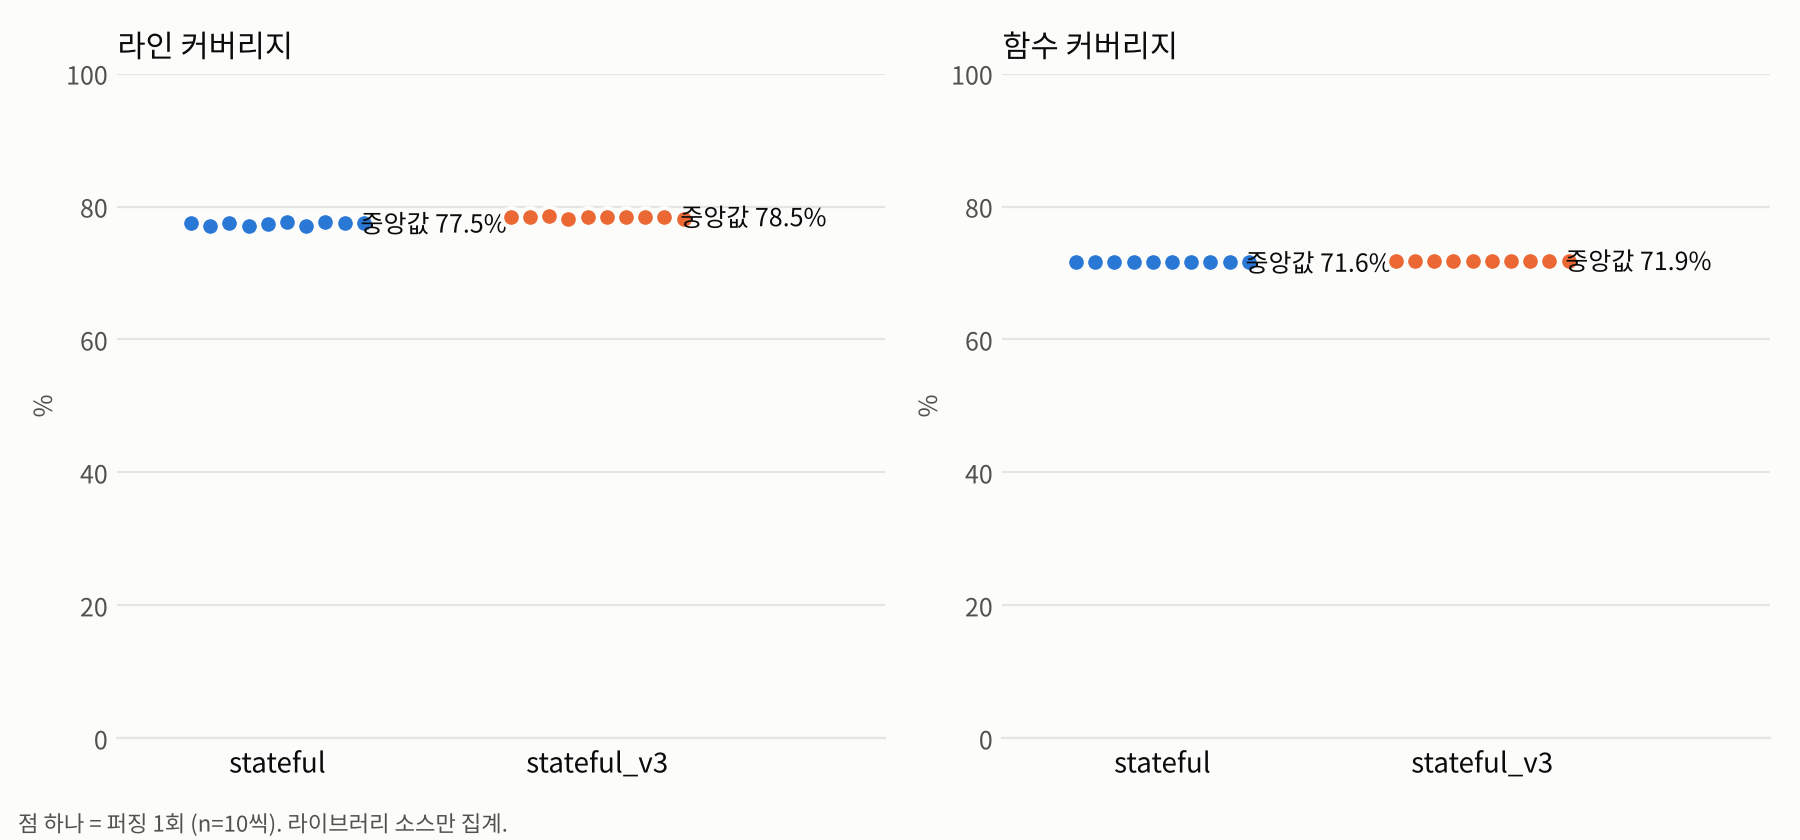 라인 커버리지
100
80
60
40
20
0
%
중앙값 77.5%
중앙값 78.5%
stateful
stateful_v3
함수 커버리지
100
80
60
40
20
0
%
중앙값 71.6%
중앙값 71.9%
stateful
stateful_v3
점 하나 = 퍼징 1회 (n=10씩). 라이브러리 소스만 집계.